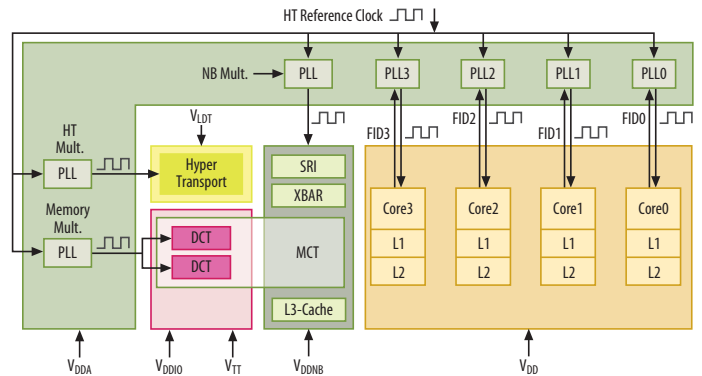 HT Reference Clock
NB Mult.
PLL
PLL3
PLL2
PLL1
PLL0
FID3
FID2
FID1
FID0
VLDT
HT
Mult.
PLL
Hyper
Transport
SRI
XBAR
Core3
Core2
Core1
Core0
Memory
Mult.
PLL
DCT
DCT
MCT
L1
L1
L1
L1
L2
L2
L2
L2
L3-Cache
VDDA
VDDIO
VTT
VDDNB
VDD